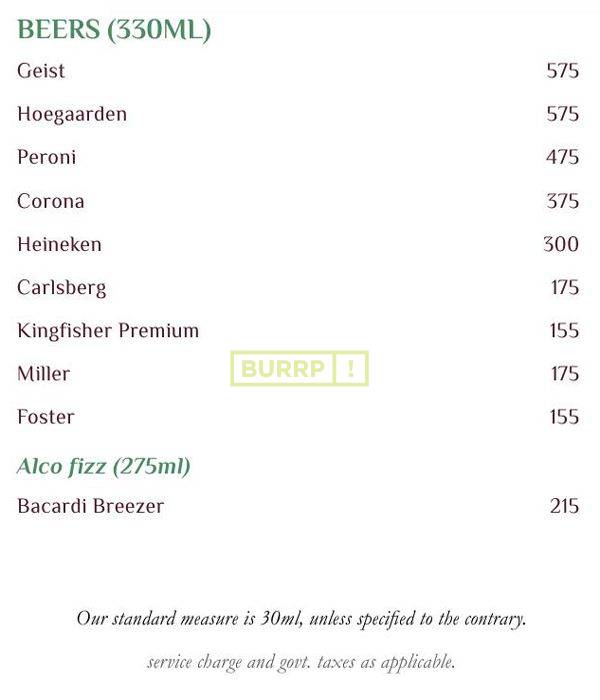 BEERS (330ML)
Geist 575
Hoegaarden 575
Peroni 475
Corona 375
Heineken 300
Carlsberg 175
Kingfisher Premium 155
BURRP !
Miller 175
Foster 155
Alco fizz (275ml)
Bacardi Breezer 215
Our standard measure is 30ml, unless specified to the contrary.
service charge and govt. taxes as applicable.